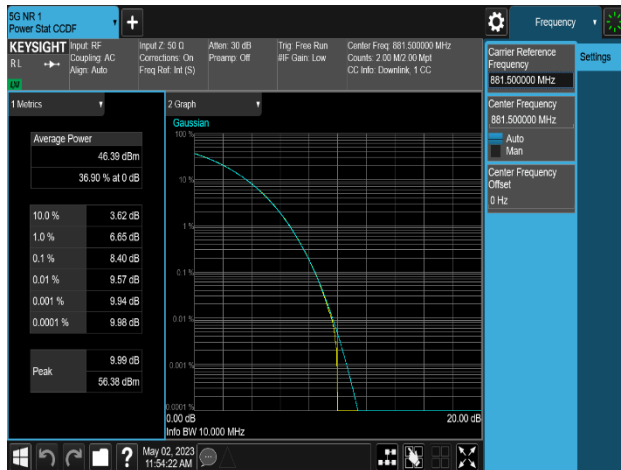 5G NR 1
Power Stat CCDF
Frequency
KEYSIGHT
RL
Input: RF
Coupling: AC
Align: Auto
Input Z: 50 Ω
Corrections: On
Freq Ref: Int (S)
Atten: 30 dB
Preamp: Off
Trig: Free Run
#IF Gain: Low
Center Freq: 881.500000 MHz
Counts: 2.00 M/2.00 Mpt
CC Info: Downlink, 1 CC
Carrier Reference
Frequency
881.500000 MHz
Settings
Center Frequency
881.500000 MHz
Auto
Man
Center Frequency
Offset
0 Hz
1 Metrics
Average Power
46.39 dBm
36.90 % at 0 dB
10.0 % 3.62 dB
1.0 % 6.65 dB
0.1 % 8.40 dB
0.01 % 9.57 dB
0.001 % 9.94 dB
0.0001 % 9.98 dB
Peak
9.99 dB
56.38 dBm
2 Graph
Gaussian
100 %
10 %
1 %
0.1 %
0.01 %
0.001 %
0.0001 %
0.00 dB
20.00 dB
Info BW 10.000 MHz
?
May 02, 2023
11:54:22 AM